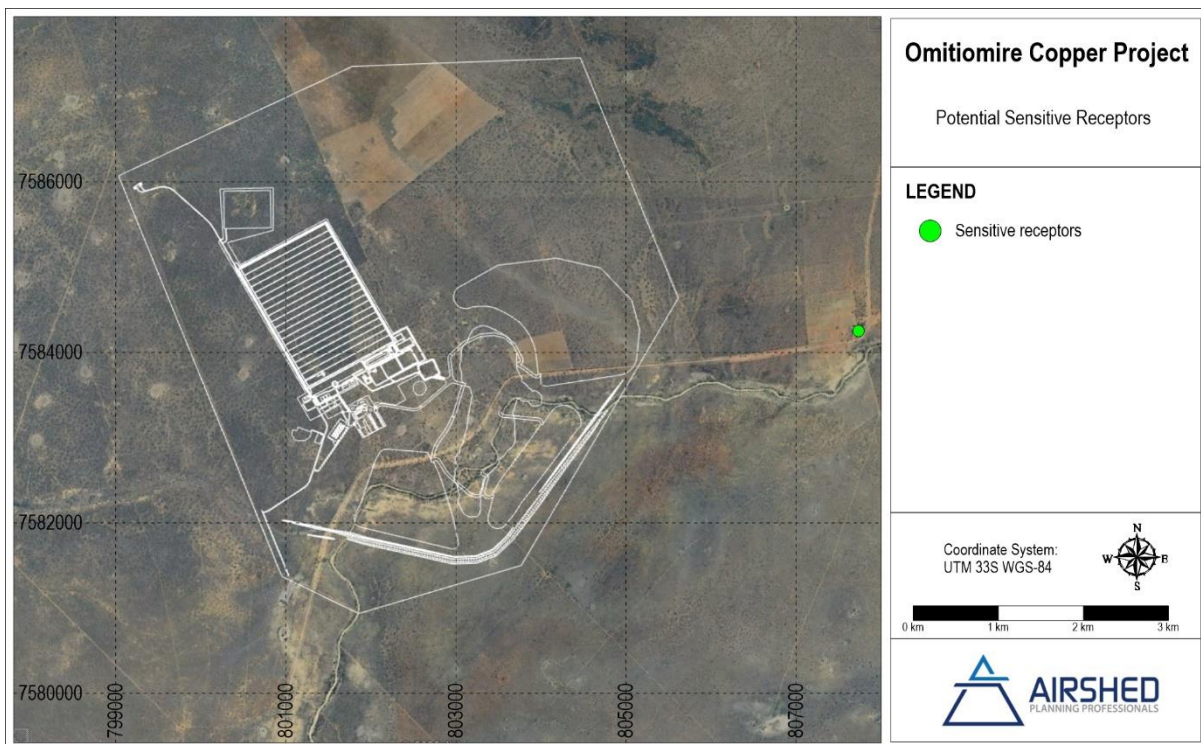 Omitiomire Copper Project
Potential Sensitive Receptors
LEGEND
Sensitive receptors
7586000
7584000
7582000
7580000
799000
801000
803000
805000
807000
Coordinate System:
UTM 33S WGS-84
N
W
E
S
0 km
1 km
2 km
3 km
AIRSHED
PLANNING PROFESSIONALS